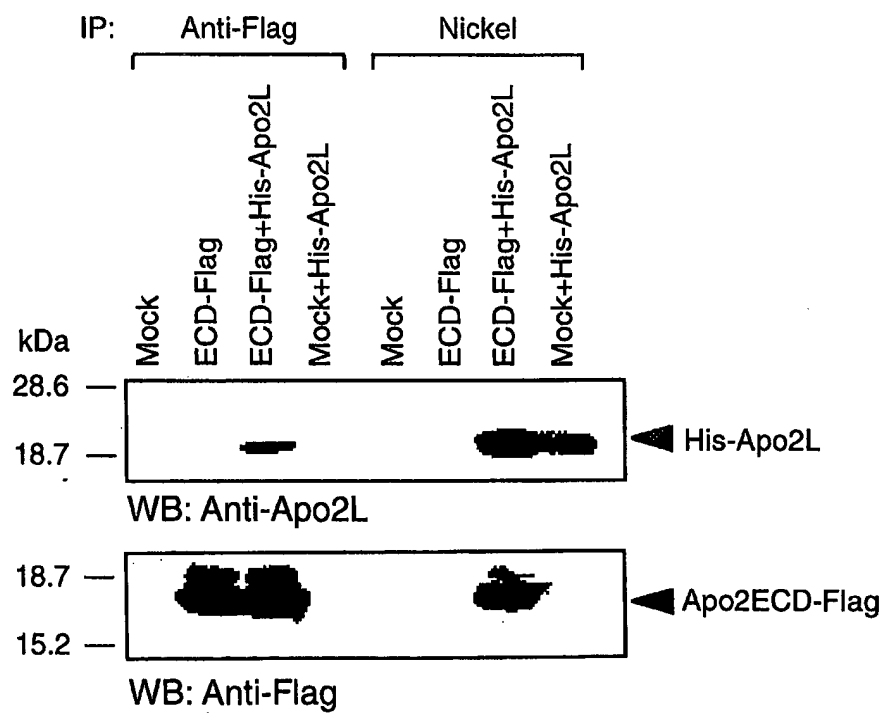 IP: Anti-Flag Nickel
Mock
ECD-Flag
ECD-Flag+His-Apo2L
Mock+His-Apo2L
Mock
ECD-Flag
ECD-Flag+His-Apo2L
Mock+His-Apo2L
kDa
28.6
18.7
His-Apo2L
WB: Anti-Apo2L
18.7
15.2
Apo2ECD-Flag
WB: Anti-Flag